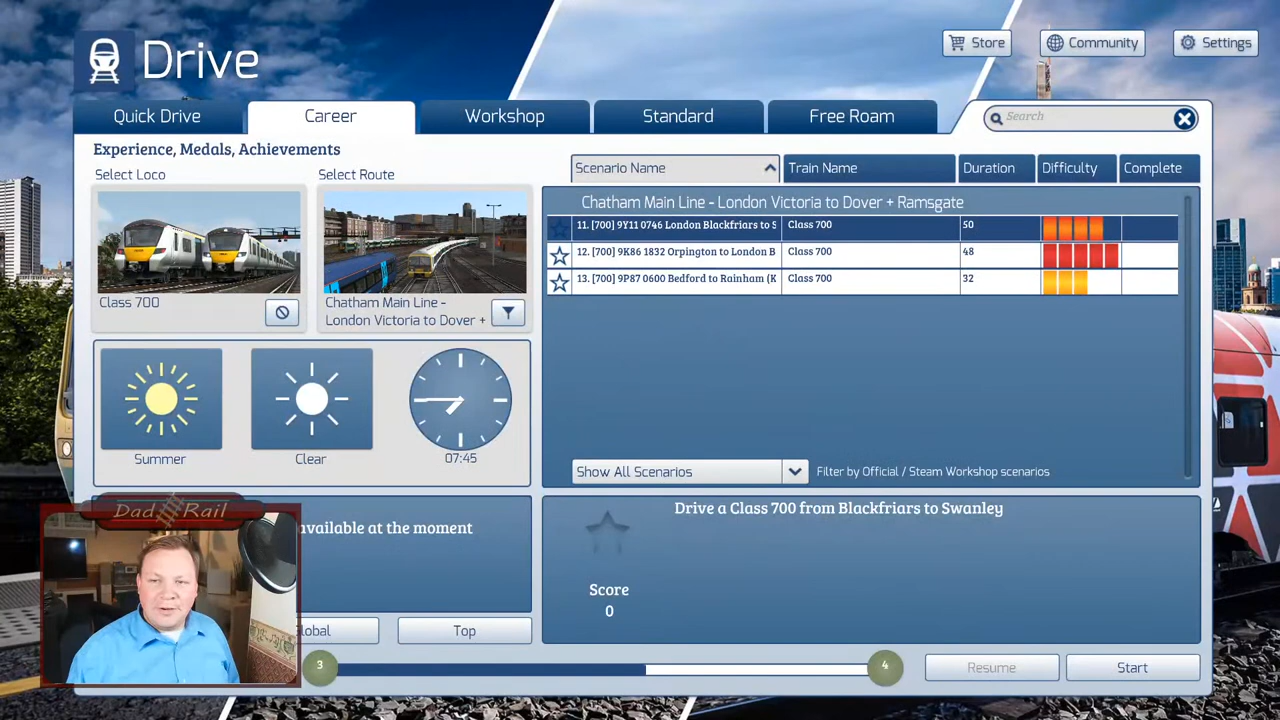 Drive
Store
Community
Settings
Quick Drive
Career
Workshop
Standard
Free Roam
Search
Experience, Medals, Achievements
Select Loco
Select Route
Class 700
Chatham Main Line -
London Victoria to Dover +
Summer
Clear
07:45
Scenario Name
Train Name
Duration
Difficulty
Complete
Chatham Main Line - London Victoria to Dover + Ramsgate
11. [700] 9Y11 0746 London Blackfriars to S
Class 700
50
12. [700] 9K86 1832 Orpington to London B
Class 700
48
13. [700] 9P87 0600 Bedford to Rainham (K
Class 700
32
Show All Scenarios
Filter by Official / Steam Workshop scenarios
Dad Rail
available at the moment
lobal
Top
Drive a Class 700 from Blackfriars to Swanley
Score
0
3
4
Resume
Start